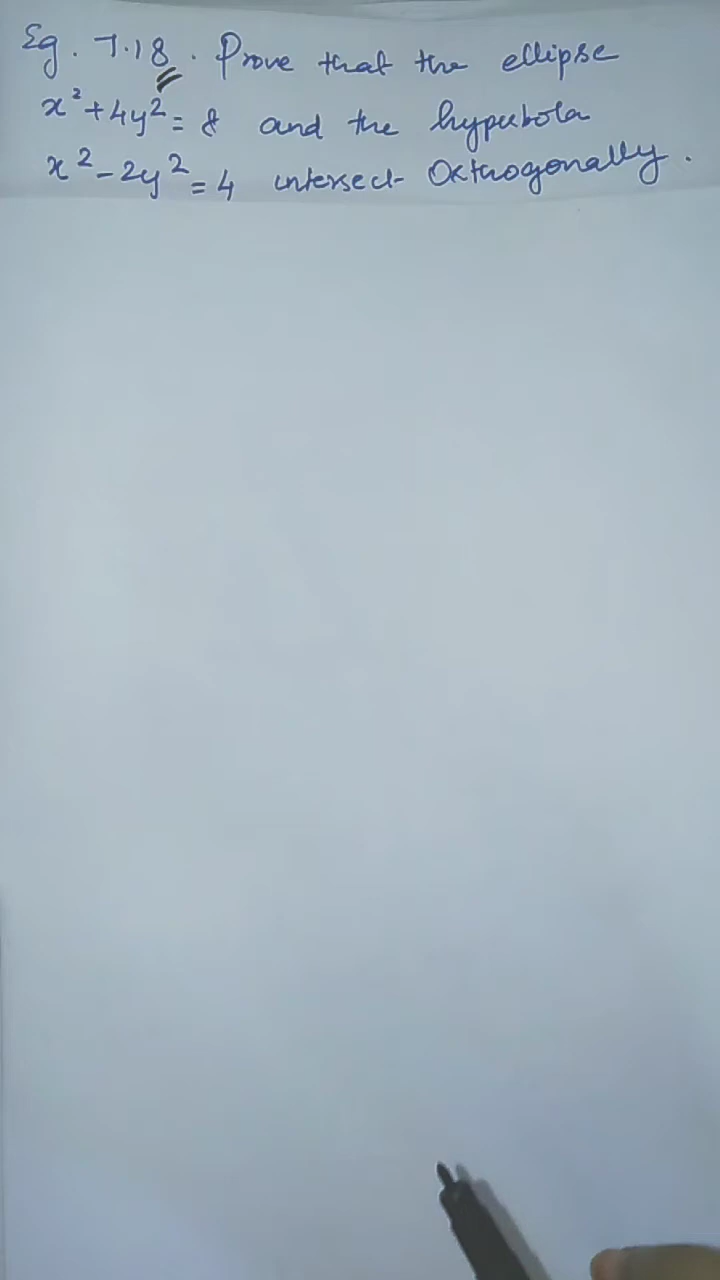 Eg. 7.18. Prove that the ellipse
x² + 4y² = 8 and the hyperbola
x² - 2y² = 4 intersect Orthogonally.